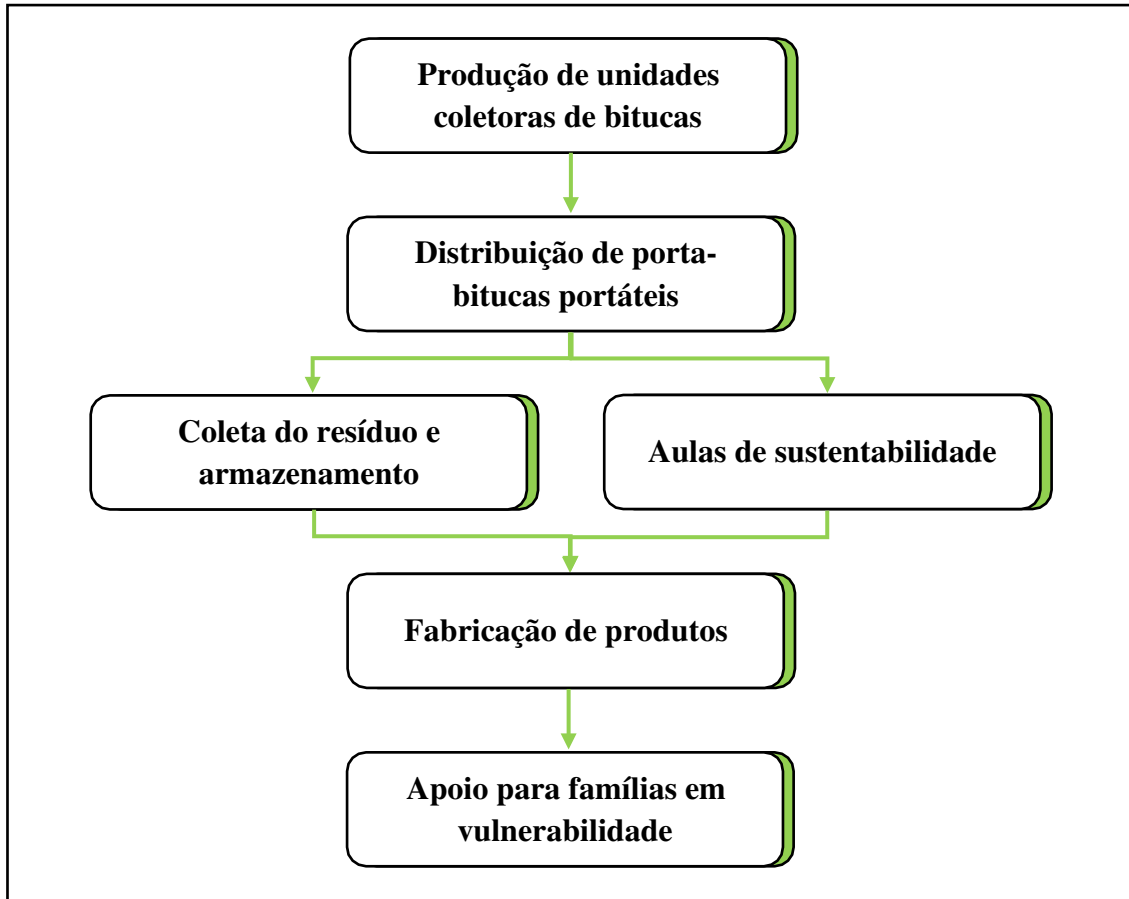 Produção de unidades
coletoras de bitucas
Distribuição de porta-
bitucas portáteis
Coleta do resíduo e
armazenamento
Aulas de sustentabilidade
Fabricação de produtos
Apoio para famílias em
vulnerabilidade